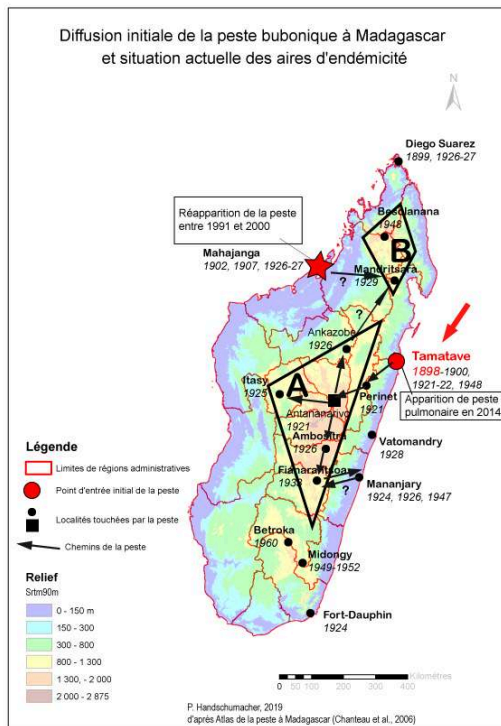 Diffusion initiale de la peste bubonique à Madagascar
et situation actuelle des aires d'endémicité
N
Diego Suarez
1899, 1926-27
Réapparition de la peste
entre 1991 et 2000
Besolanana
1948
B
Mahajanga
1902, 1907, 1926-27
Mandritsara
1929
?
?
Ankazobe
1926
Tamatave
1898-1900,
1921-22, 1948
Itasy
1925
A
Apparition de peste
pulmonaire en 2014
Perinet
1921
Antananarivo
1921
Ambositra
1926
Vatomandry
1928
Fianarantsoa
1933
?
Mananjary
1924, 1926, 1947
Betroka
1960
Midongy
1949-1952
Fort-Dauphin
1924
Légende
Limites de régions administratives
Point d'entrée initial de la peste
Localités touchées par la peste
Chemins de la peste
Relief
Srtm90m
0 - 150 m
150 - 300
300 - 800
800 - 1 300
1 300, - 2 000
2 000 - 2 875
Kilomètres
0 50 100 200 300 400
P. Handschumacher, 2019
d'après Atlas de la peste à Madagascar (Chanteau et al., 2006)